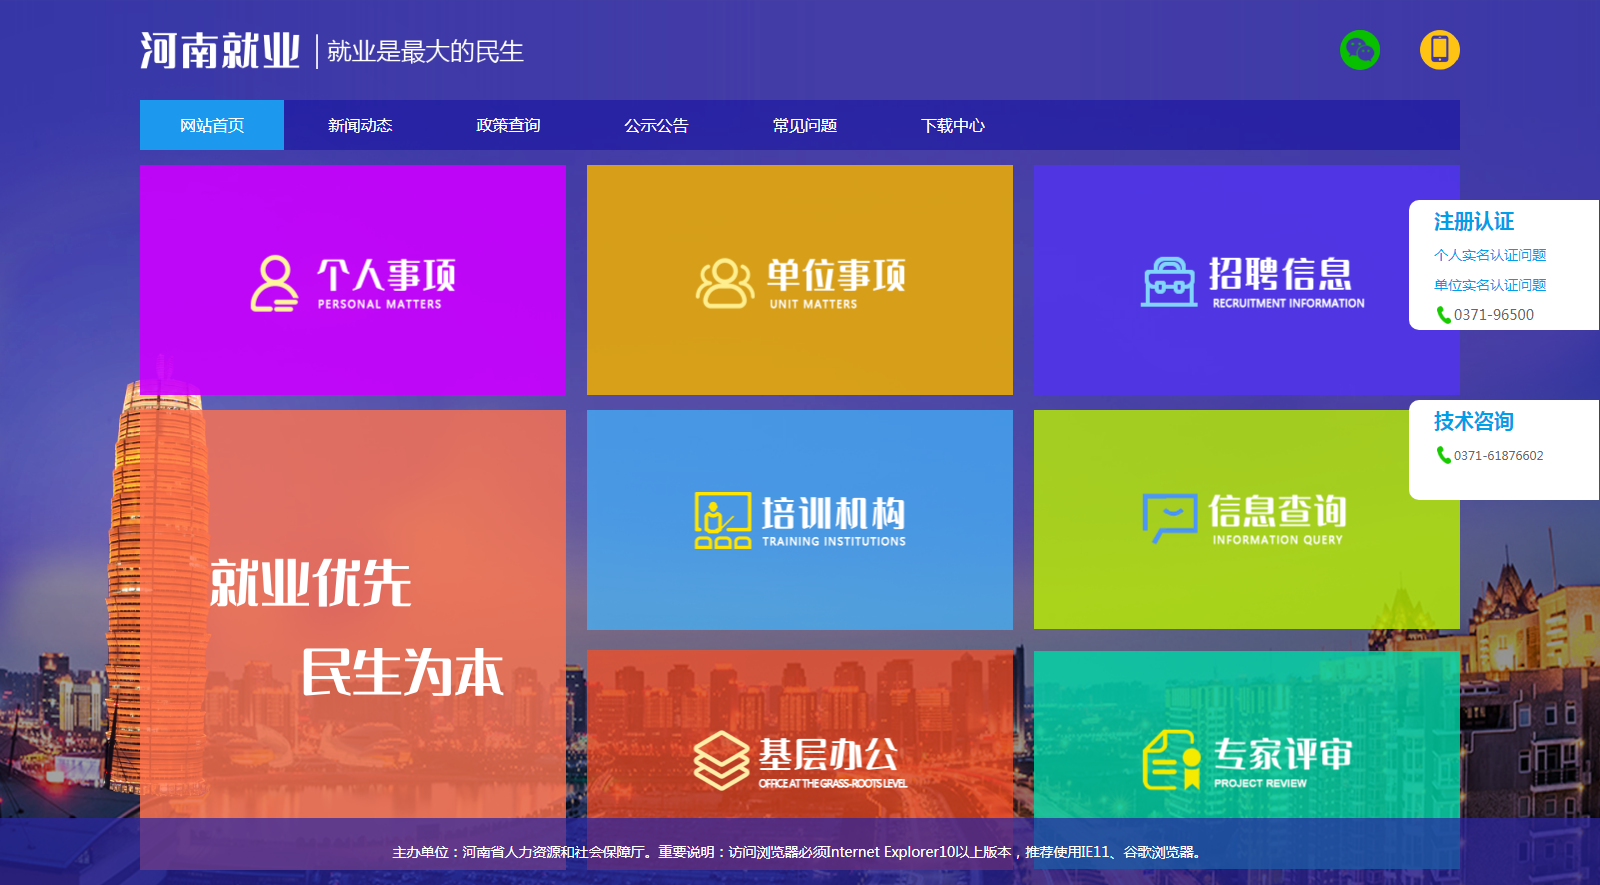 河南就业 就业是最大的民生
网站首页 新闻动态 政策查询 公示公告 常见问题 下载中心
个人事项
PERSONAL MATTERS
单位事项
UNIT MATTERS
招聘信息
RECRUITMENT INFORMATION
注册认证
个人实名认证问题
单位实名认证问题
0371-96500
技术咨询
0371-61876602
就业优先
民生为本
培训机构
TRAINING INSTITUTIONS
信息查询
INFORMATION QUERY
基层办公
OFFICE AT THE GRASS-ROOTS LEVEL
专家评审
PROJECT REVIEW
主办单位：河南省人力资源和社会保障厅。重要说明：访问浏览器必须Internet Explorer10以上版本，推荐使用IE11、谷歌浏览器。